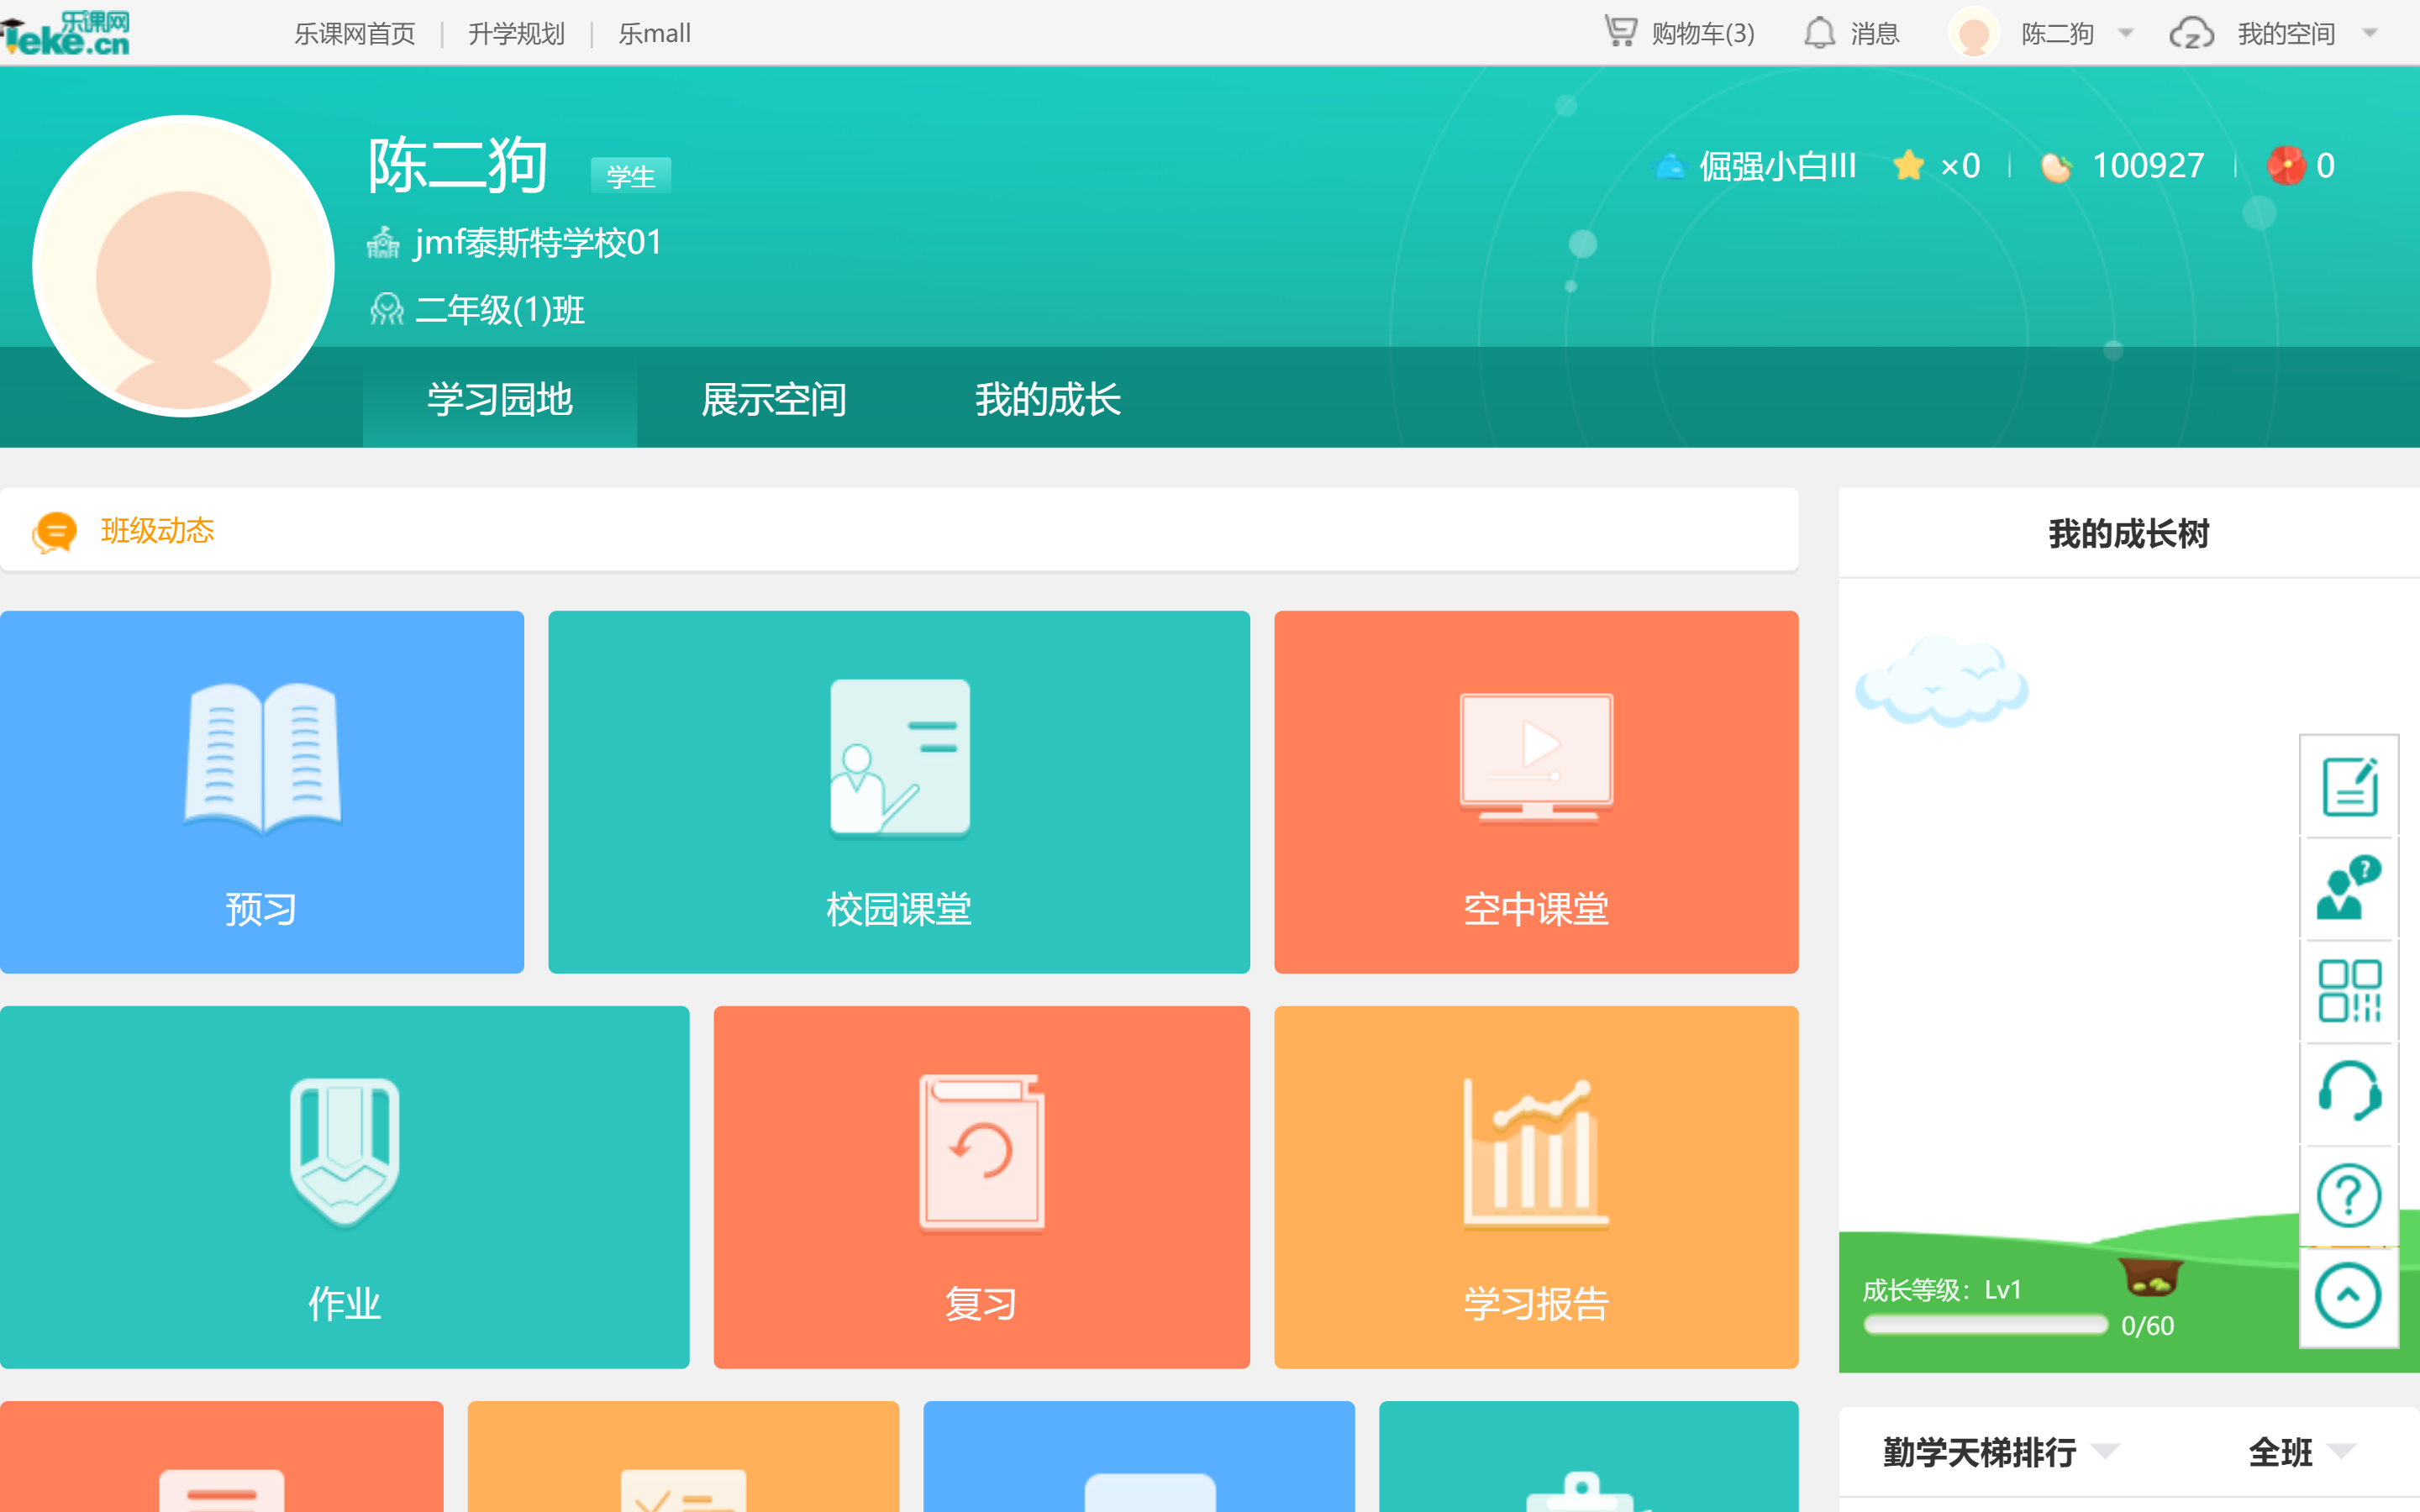 乐课网
leke.cn
乐课网首页 | 升学规划 | 乐mall
购物车(3) 消息 陈二狗 我的空间
陈二狗 学生
倔强小白III ×0 100927 0
jmf泰斯特学校01
二年级(1)班
学习园地 展示空间 我的成长
班级动态
我的成长树
预习 校园课堂 空中课堂
作业 复习 学习报告
成长等级：Lv1
0/60
勤学天梯排行 全班